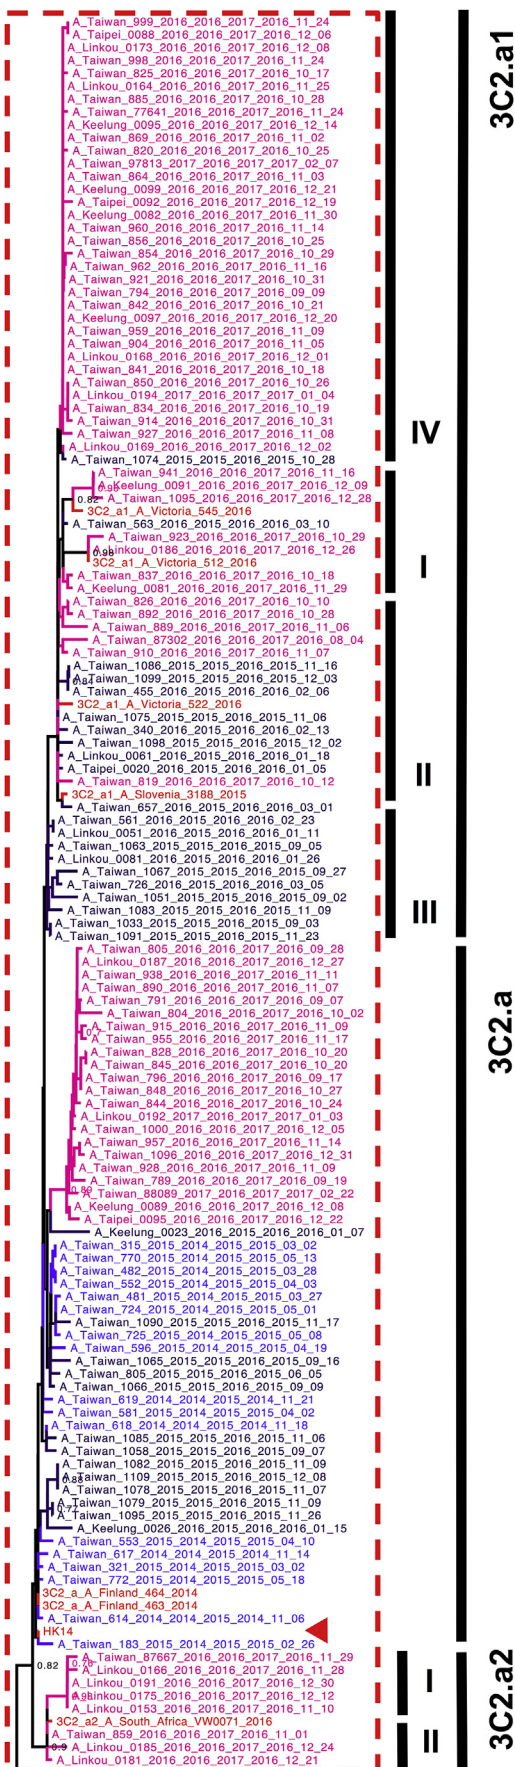 A_Taiwan_999_2016_2016_2017_2016_11_24
A_Taipei_0088_2016_2016_2017_2016_12_06
A_Linkou_0173_2016_2016_2017_2016_12_08
A_Taiwan_998_2016_2016_2017_2016_11_24
A_Taiwan_825_2016_2016_2017_2016_10_17
A_Linkou_0164_2016_2016_2017_2016_11_25
A_Taiwan_885_2016_2016_2017_2016_10_28
A_Taiwan_77641_2016_2016_2017_2016_11_24
A_Keelung_0095_2016_2016_2017_2016_12_14
A_Taiwan_869_2016_2016_2017_2016_11_02
A_Taiwan_820_2016_2016_2017_2016_10_25
A_Taiwan_97813_2017_2016_2017_2017_02_07
A_Taiwan_864_2016_2016_2017_2016_11_03
A_Keelung_0099_2016_2016_2017_2016_12_21
A_Taipei_0092_2016_2016_2017_2016_12_19
A_Keelung_0082_2016_2016_2017_2016_11_30
A_Taiwan_960_2016_2016_2017_2016_11_14
A_Taiwan_856_2016_2016_2017_2016_10_25
A_Taiwan_854_2016_2016_2017_2016_10_29
A_Taiwan_962_2016_2016_2017_2016_11_16
A_Taiwan_921_2016_2016_2017_2016_10_31
A_Taiwan_794_2016_2016_2017_2016_09_09
A_Taiwan_842_2016_2016_2017_2016_10_21
A_Keelung_0097_2016_2016_2017_2016_12_20
A_Taiwan_959_2016_2016_2017_2016_11_09
A_Taiwan_904_2016_2016_2017_2016_11_05
A_Linkou_0168_2016_2016_2017_2016_12_01
A_Taiwan_841_2016_2016_2017_2016_10_18
A_Taiwan_850_2016_2016_2017_2016_10_26
A_Linkou_0194_2017_2016_2017_2017_01_04
A_Taiwan_834_2016_2016_2017_2016_10_19
A_Taiwan_914_2016_2016_2017_2016_10_31
A_Taiwan_927_2016_2016_2017_2016_11_08
A_Linkou_0169_2016_2016_2017_2016_12_02
A_Taiwan_1074_2015_2015_2016_2015_10_28
A_Taiwan_941_2016_2016_2017_2016_11_16
A_Keelung_0091_2016_2016_2017_2016_12_09
A_Taiwan_1095_2016_2016_2017_2016_12_28
0.82
3C2_a1_A_Victoria_545_2016
A_Taiwan_563_2016_2015_2016_2016_03_10
A_Taiwan_923_2016_2016_2017_2016_10_29
A_Linkou_0186_2016_2016_2017_2016_12_26
3C2_a1_A_Victoria_512_2016
A_Taiwan_837_2016_2016_2017_2016_10_18
A_Keelung_0081_2016_2016_2017_2016_11_29
A_Taiwan_826_2016_2016_2017_2016_10_10
A_Taiwan_892_2016_2016_2017_2016_10_28
A_Taiwan_889_2016_2016_2017_2016_11_06
A_Taiwan_87302_2016_2016_2017_2016_08_04
A_Taiwan_910_2016_2016_2017_2016_11_07
A_Taiwan_1086_2015_2015_2016_2015_11_16
A_Taiwan_1099_2015_2015_2016_2015_12_03
A_Taiwan_455_2016_2015_2016_2016_02_06
3C2_a1_A_Victoria_522_2016
A_Taiwan_1075_2015_2015_2016_2015_11_06
A_Taiwan_340_2016_2015_2016_2016_02_13
A_Taiwan_1098_2015_2015_2016_2015_12_02
A_Linkou_0061_2016_2015_2016_2016_01_18
A_Taipei_0020_2016_2015_2016_2016_01_05
A_Taiwan_819_2016_2016_2017_2016_10_12
3C2_a1_A_Slovenia_3188_2015
A_Taiwan_657_2016_2015_2016_2016_03_01
A_Taiwan_561_2016_2015_2016_2016_02_23
A_Linkou_0051_2016_2015_2016_2016_01_11
A_Taiwan_1063_2015_2015_2016_2015_09_05
A_Linkou_0081_2016_2015_2016_2016_01_26
A_Taiwan_1067_2015_2015_2016_2015_09_27
A_Taiwan_726_2016_2015_2016_2016_03_05
A_Taiwan_1051_2015_2015_2016_2015_09_02
A_Taiwan_1083_2015_2015_2016_2015_11_09
A_Taiwan_1033_2015_2015_2016_2015_09_03
A_Taiwan_1091_2015_2015_2016_2015_11_23
A_Taiwan_805_2016_2016_2017_2016_09_28
A_Linkou_0187_2016_2016_2017_2016_12_27
A_Taiwan_938_2016_2016_2017_2016_11_11
A_Taiwan_890_2016_2016_2017_2016_11_07
A_Taiwan_791_2016_2016_2017_2016_09_07
A_Taiwan_804_2016_2016_2017_2016_10_02
A_Taiwan_915_2016_2016_2017_2016_11_09
A_Taiwan_955_2016_2016_2017_2016_11_17
A_Taiwan_828_2016_2016_2017_2016_10_20
A_Taiwan_845_2016_2016_2017_2016_10_20
A_Taiwan_796_2016_2016_2017_2016_09_17
A_Taiwan_848_2016_2016_2017_2016_10_27
A_Taiwan_844_2016_2016_2017_2016_10_24
A_Linkou_0192_2017_2016_2017_2017_01_03
A_Taiwan_1000_2016_2016_2017_2016_12_05
A_Taiwan_957_2016_2016_2017_2016_11_14
A_Taiwan_1096_2016_2016_2017_2016_12_31
A_Taiwan_928_2016_2016_2017_2016_11_09
A_Taiwan_789_2016_2016_2017_2016_09_19
A_Taiwan_88089_2017_2016_2017_2017_02_22
A_Keelung_0089_2016_2016_2017_2016_12_08
A_Taipei_0095_2016_2016_2017_2016_12_22
A_Keelung_0023_2016_2015_2016_2016_01_07
A_Taiwan_315_2015_2014_2015_2015_03_02
A_Taiwan_770_2015_2014_2015_2015_05_13
A_Taiwan_482_2015_2014_2015_2015_03_28
A_Taiwan_552_2015_2014_2015_2015_04_03
A_Taiwan_481_2015_2014_2015_2015_03_27
A_Taiwan_724_2015_2014_2015_2015_05_01
A_Taiwan_1090_2015_2015_2016_2015_11_17
A_Taiwan_725_2015_2014_2015_2015_05_08
A_Taiwan_596_2015_2014_2015_2015_04_19
A_Taiwan_1065_2015_2015_2016_2015_09_16
A_Taiwan_805_2015_2015_2016_2015_06_05
A_Taiwan_1066_2015_2015_2016_2015_09_09
A_Taiwan_619_2014_2014_2015_2014_11_21
A_Taiwan_581_2015_2014_2015_2015_04_02
A_Taiwan_618_2014_2014_2015_2014_11_18
A_Taiwan_1085_2015_2015_2016_2015_11_06
A_Taiwan_1058_2015_2015_2016_2015_09_07
A_Taiwan_1082_2015_2015_2016_2015_11_09
A_Taiwan_1109_2015_2015_2016_2015_12_08
A_Taiwan_1078_2015_2015_2016_2015_11_07
A_Taiwan_1079_2015_2015_2016_2015_11_09
A_Taiwan_1095_2015_2015_2016_2015_11_26
A_Keelung_0026_2016_2015_2016_2016_01_15
A_Taiwan_553_2015_2014_2015_2015_04_10
A_Taiwan_617_2014_2014_2015_2014_11_14
A_Taiwan_321_2015_2014_2015_2015_03_02
A_Taiwan_772_2015_2014_2015_2015_05_18
3C2_a_A_Finland_464_2014
3C2_a_A_Finland_463_2014
A_Taiwan_614_2014_2014_2015_2014_11_06
HK14
A_Taiwan_183_2015_2014_2015_2015_02_26
0.82
A_Taiwan_87667_2016_2016_2017_2016_11_29
A_Linkou_0166_2016_2016_2017_2016_11_28
A_Linkou_0191_2016_2016_2017_2016_12_30
A_Linkou_0175_2016_2016_2017_2016_12_12
A_Linkou_0153_2016_2016_2017_2016_11_10
3C2_a2_A_South_Africa_VW0071_2016
A_Taiwan_859_2016_2016_2017_2016_11_01
0.9
A_Linkou_0185_2016_2016_2017_2016_12_24
A_Linkou_0181_2016_2016_2017_2016_12_21
IV
I
II
III
I
II
3C2.a1
3C2.a
3C2.a2